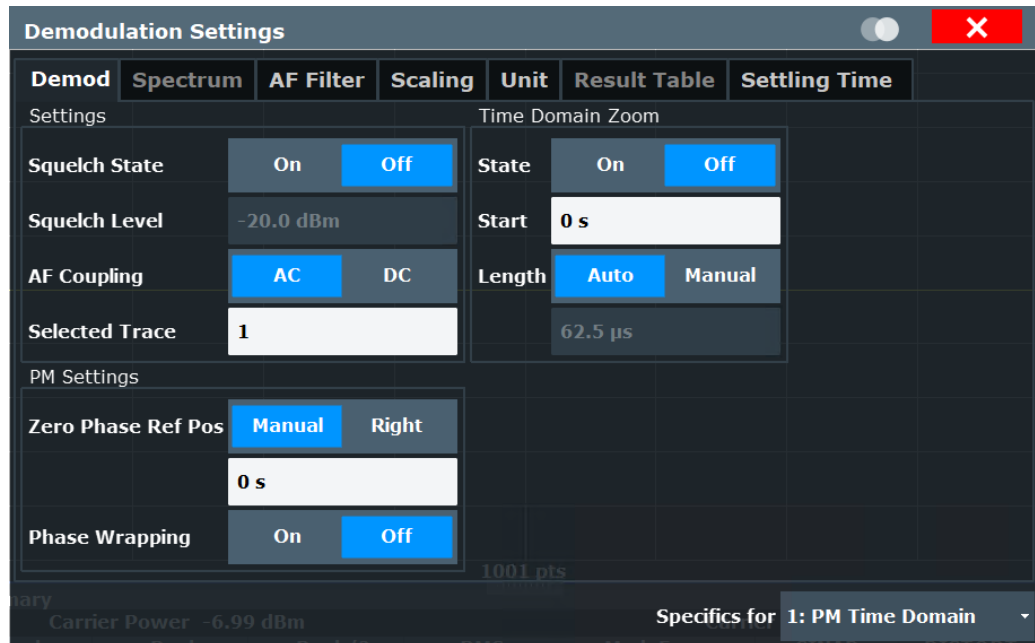 Demodulation Settings
Demod Spectrum AF Filter Scaling Unit Result Table Settling Time
Settings
Squelch State On Off
Squelch Level -20.0 dBm
AF Coupling AC DC
Selected Trace 1
Time Domain Zoom
State On Off
Start 0 s
Length Auto Manual
62.5 µs
PM Settings
Zero Phase Ref Pos Manual Right
0 s
Phase Wrapping On Off
1001 pts
Carrier Power -6.99 dBm
Specifics for 1: PM Time Domain